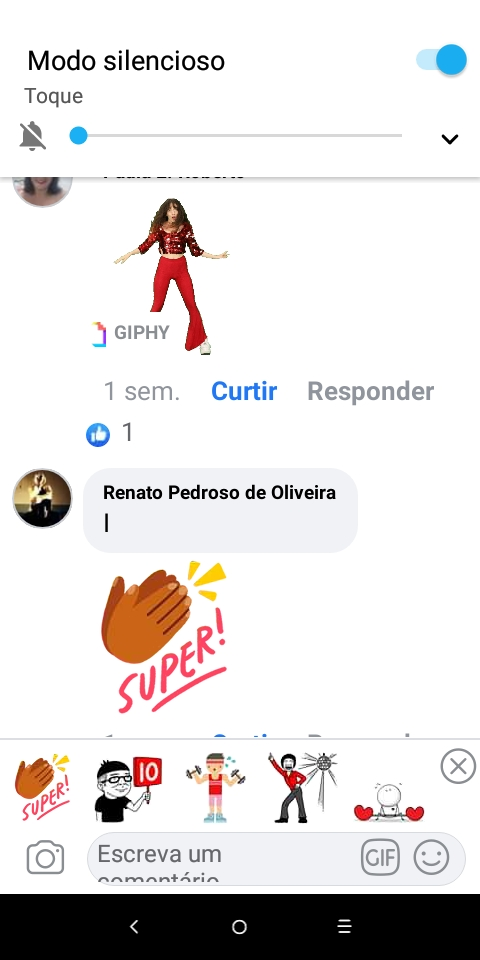 Modo silencioso
Toque
GIPHY
1 sem. Curtir Responder
1
Renato Pedroso de Oliveira
l
SUPER!
SUPER! 10
Escreva um
comentário
GIF